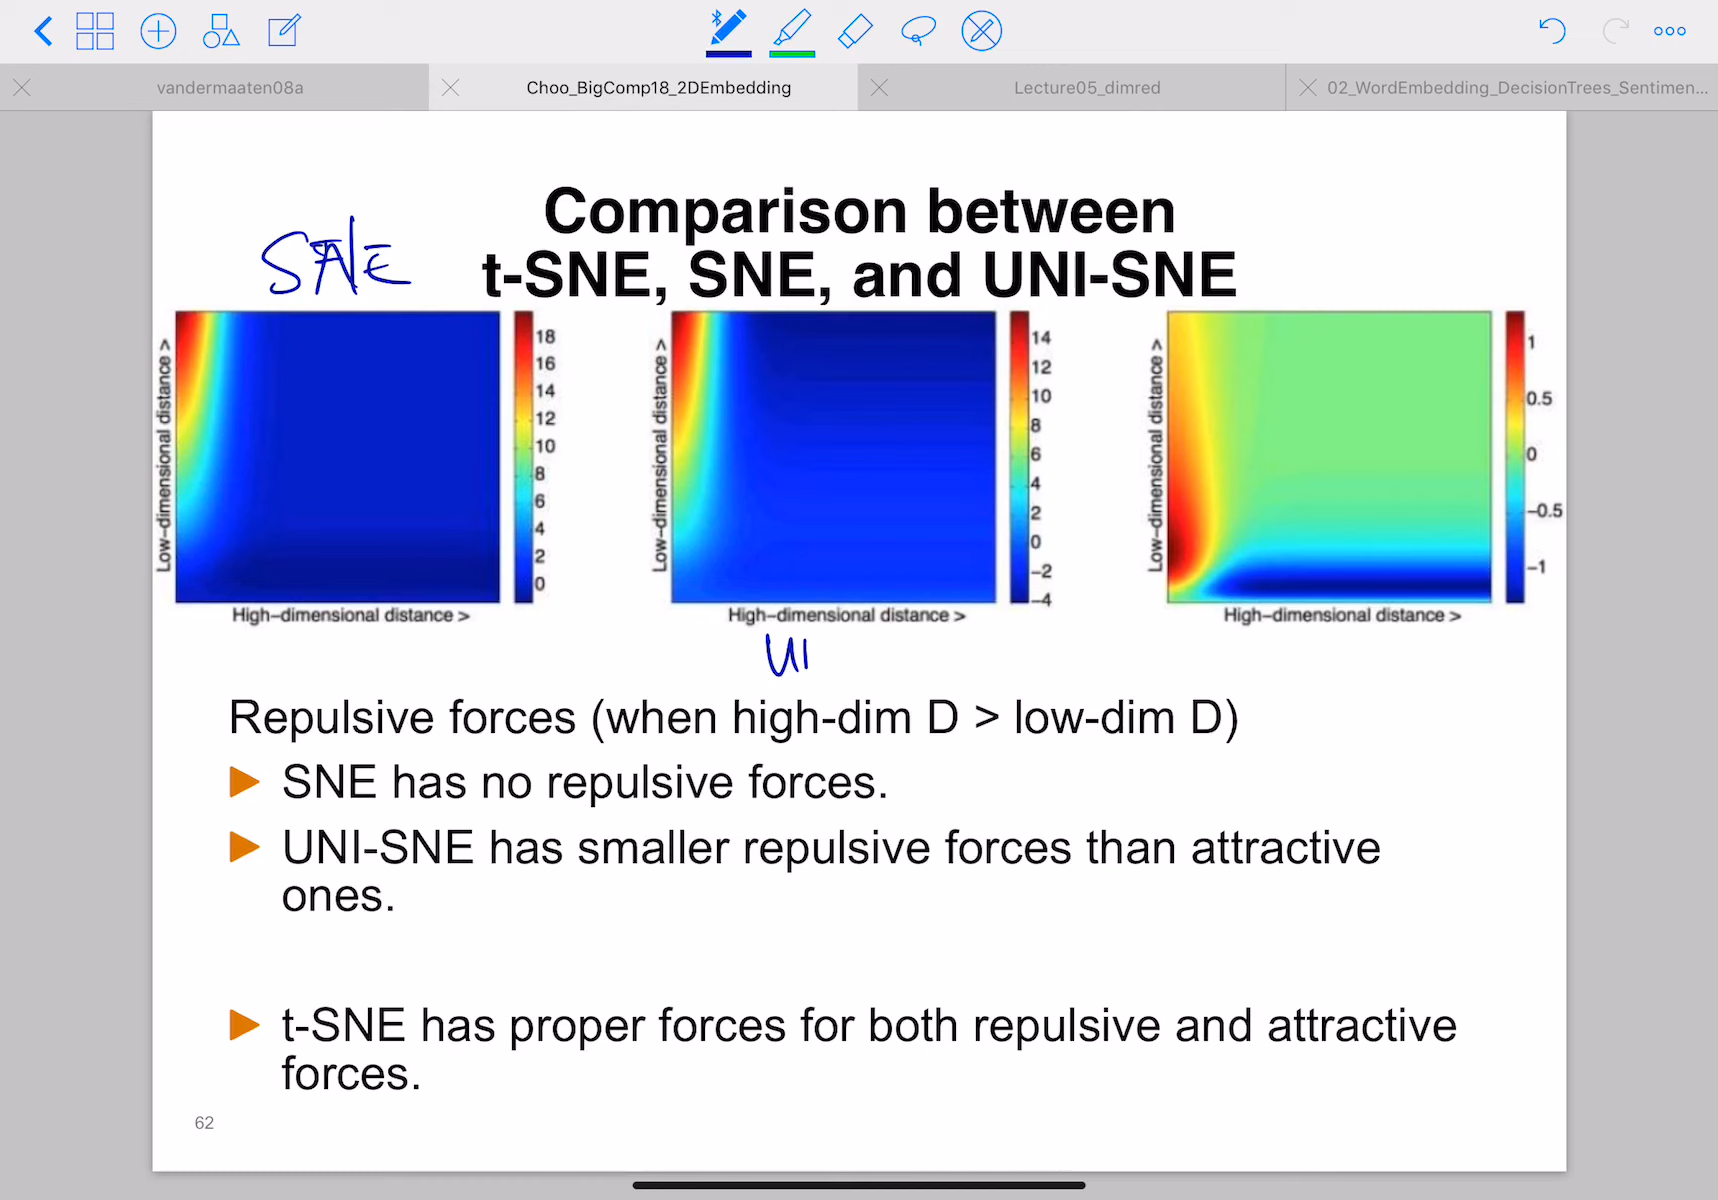 vandermaaten08a
Choo_BigComp18_2DEmbedding
Lecture05_dimred
02_WordEmbedding_DecisionTrees_Sentimen...
Comparison between
t-SNE, SNE, and UNI-SNE
SNE
Low-dimensional distance >
18
16
14
12
10
8
6
4
2
0
High-dimensional distance >
Low-dimensional distance >
14
12
10
8
6
4
2
0
-2
-4
High-dimensional distance >
Low-dimensional distance >
1
0.5
0
-0.5
-1
High-dimensional distance >
UI
Repulsive forces (when high-dim D > low-dim D)
SNE has no repulsive forces.
UNI-SNE has smaller repulsive forces than attractive
ones.
t-SNE has proper forces for both repulsive and attractive
forces.
62